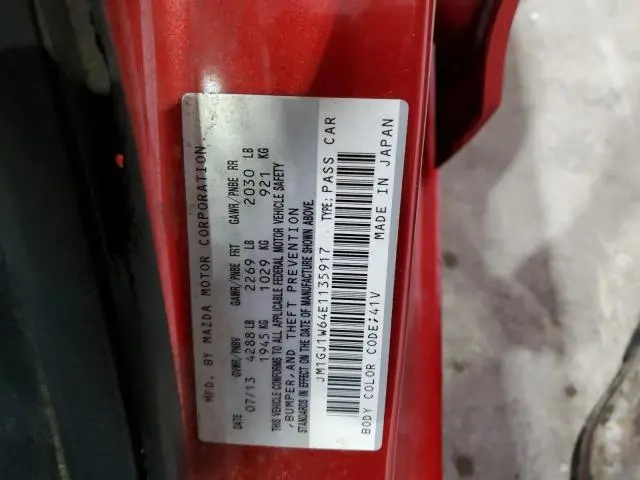 MFD. BY MAZDA MOTOR CORPORATION
DATE GVWR/PNBV GAWR/PNBE FRT GAWR/PNBE RR
07/13 4288 LB 2269 LB 2030 LB
1945 KG 1029 KG 921 KG
THIS VEHICLE CONFORMS TO ALL APPLICABLE FEDERAL MOTOR VEHICLE SAFETY
,BUMPER,AND THEFT PREVENTION
STANDARDS IN EFFECT ON THE DATE OF MANUFACTURE SHOWN ABOVE.
JM1GJ1W64E1135917 TYPE: PASS CAR
BODY COLOR CODE;41V MADE IN JAPAN